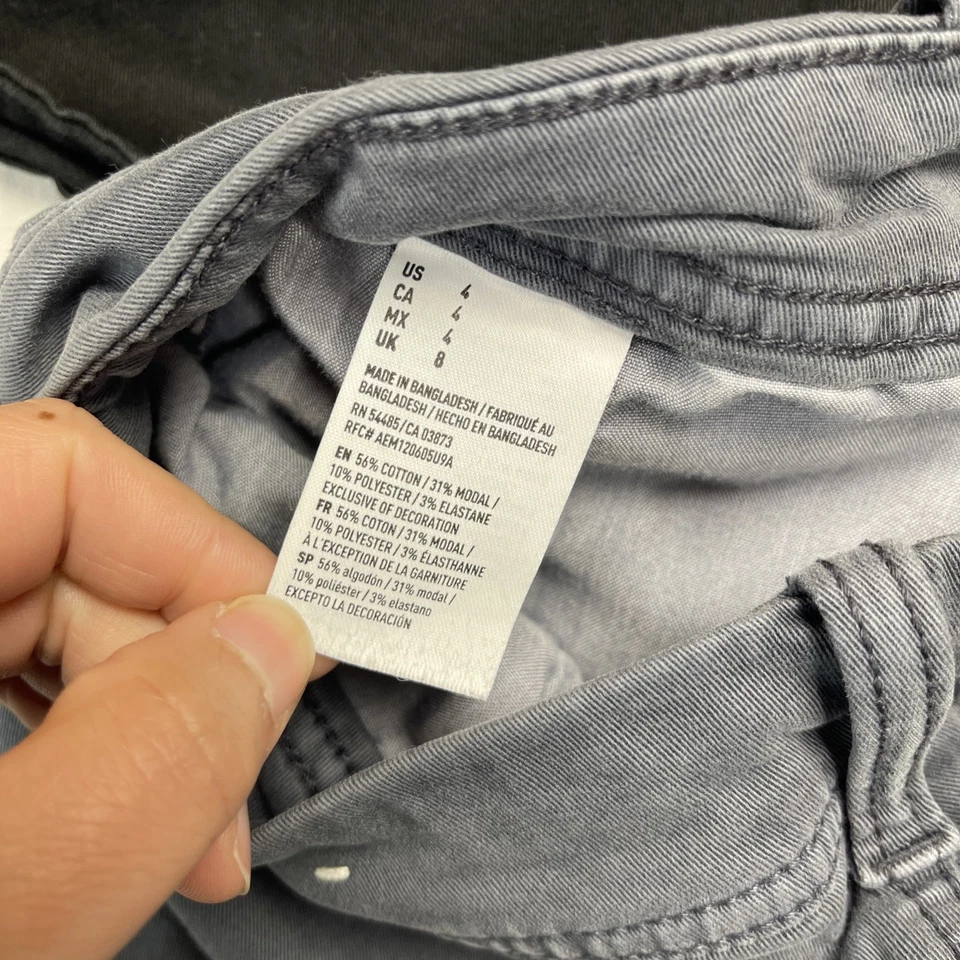 US 4
CA 4
MX 4
UK 8
MADE IN BANGLADESH / FABRIQUÉ AU
BANGLADESH / HECHO EN BANGLADESH
RN 54485 / CA 03873
RFC# AEM120605U9A
EN 56% COTTON / 31% MODAL /
10% POLYESTER / 3% ELASTANE
EXCLUSIVE OF DECORATION
FR 56% COTON / 31% MODAL /
10% POLYESTER / 3% ÉLASTHANNE
À L'EXCEPTION DE LA GARNITURE
SP 56% algodón / 31% modal /
10% poliéster / 3% elastano
EXCEPTO LA DECORACIÓN